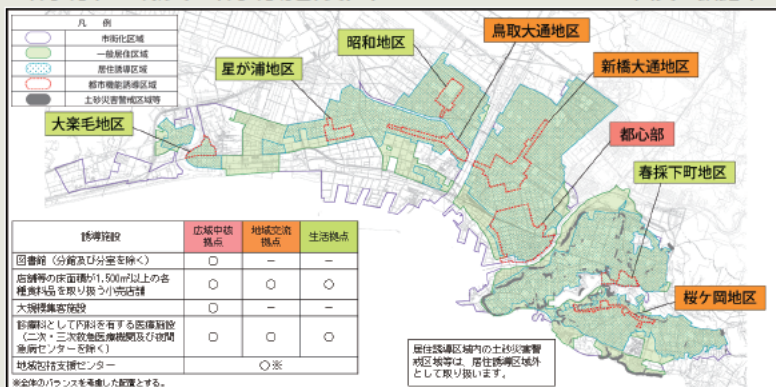 凡　例
市街化区域
一般居住区域
居住誘導区域
都市機能誘導区域
土砂災害警戒区域等
大楽毛地区
星が浦地区
昭和地区
鳥取大通地区
新橋大通地区
都心部
春採下町地区
桜ケ岡地区
誘導施設　広域中核拠点　地域交流拠点　生活拠点
図書館（分館及び分室を除く）　○　－　－
店舗等の床面積が1,500㎡以上の各
種食料品を取り扱う小売店舗　○　○　○
大規模集客施設　○　－　－
診療科として内科を有する医療施設
（二次・三次救急医療機関及び夜間
急病センターを除く）　○　○　○
地域包括支援センター　○※
※全体のバランスを考慮した配置とする。
居住誘導区域内の土砂災害警
戒区域等は、居住誘導区域外
として取り扱います。